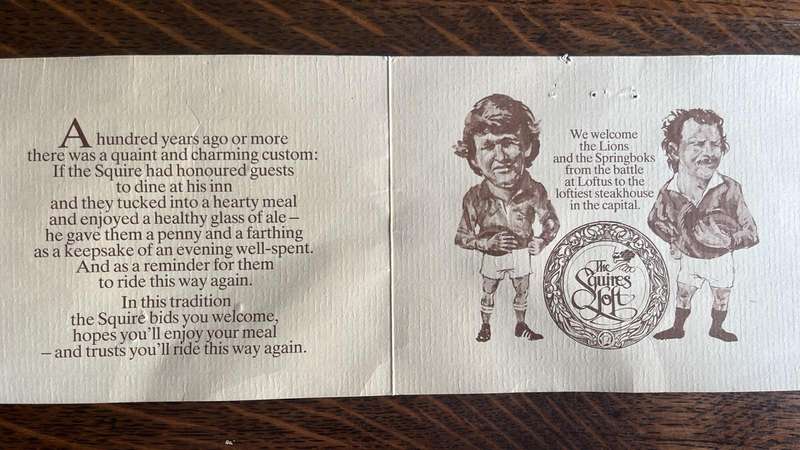 A hundred years ago or more
there was a quaint and charming custom:
If the Squire had honoured guests
to dine at his inn
and they tucked into a hearty meal
and enjoyed a healthy glass of ale –
he gave them a penny and a farthing
as a keepsake of an evening well-spent.
And as a reminder for them
to ride this way again.
In this tradition
the Squire bids you welcome,
hopes you'll enjoy your meal
– and trusts you'll ride this way again.
We welcome
the Lions
and the Springboks
from the battle
at Loftus to the
loftiest steakhouse
in the capital.
The
Squires
Loft